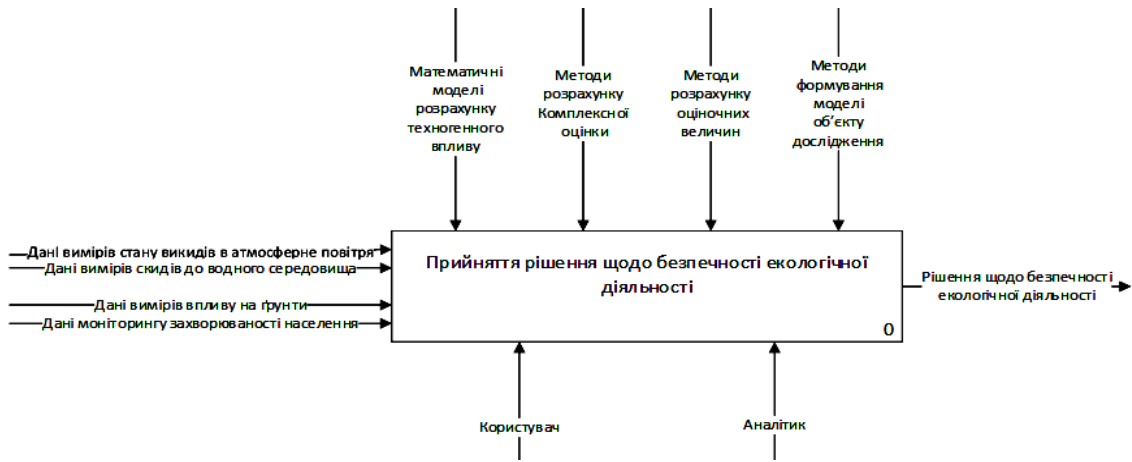 Математичні
моделі
розрахунку
техногенного
впливу
Методи
розрахунку
Комплексної
оцінки
Методи
розрахунку
оціночних
величин
Методи
формування
моделі
об'єкту
дослідження
Дані вимірів стану викидів в атмосферне повітря
Дані вимірів скидів до водного середовища
Дані вимірів впливу на ґрунти
Дані моніторингу захворюваності населення
Прийняття рішення щодо безпечності екологічної
діяльності
0
Рішення щодо безпечності
екологічної діяльності
Користувач
Аналітик